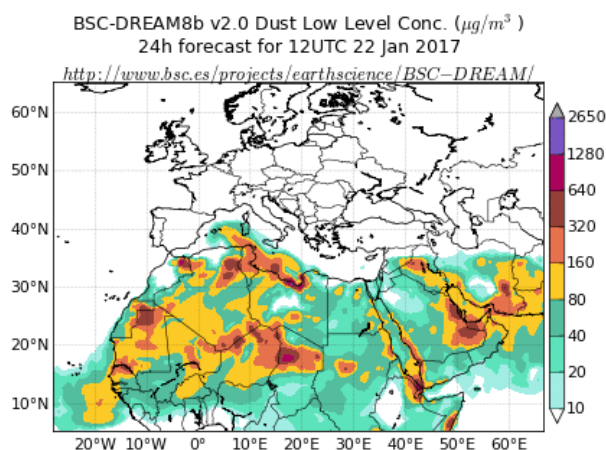 BSC-DREAM8b v2.0 Dust Low Level Conc. (μg/m³ )
24h forecast for 12UTC 22 Jan 2017
http://www.bsc.es/projects/earthscience/BSC−DREAM/
60°N
50°N
40°N
30°N
20°N
10°N
20°W 10°W 0° 10°E 20°E 30°E 40°E 50°E 60°E
2650
1280
640
320
160
80
40
20
10